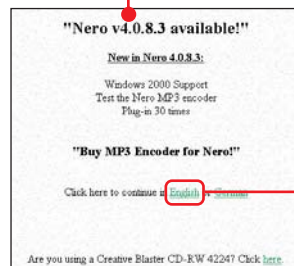 "Nero v4.0.8.3 available!"
New in Nero 4.0.8.3:
Windows 2000 Support
Test the Nero MP3 encoder
Plug-in 30 times
"Buy MP3 Encoder for Nero!"
Click here to continue in English or German
Are you using a Creative Blaster CD-RW 4224? Click here.